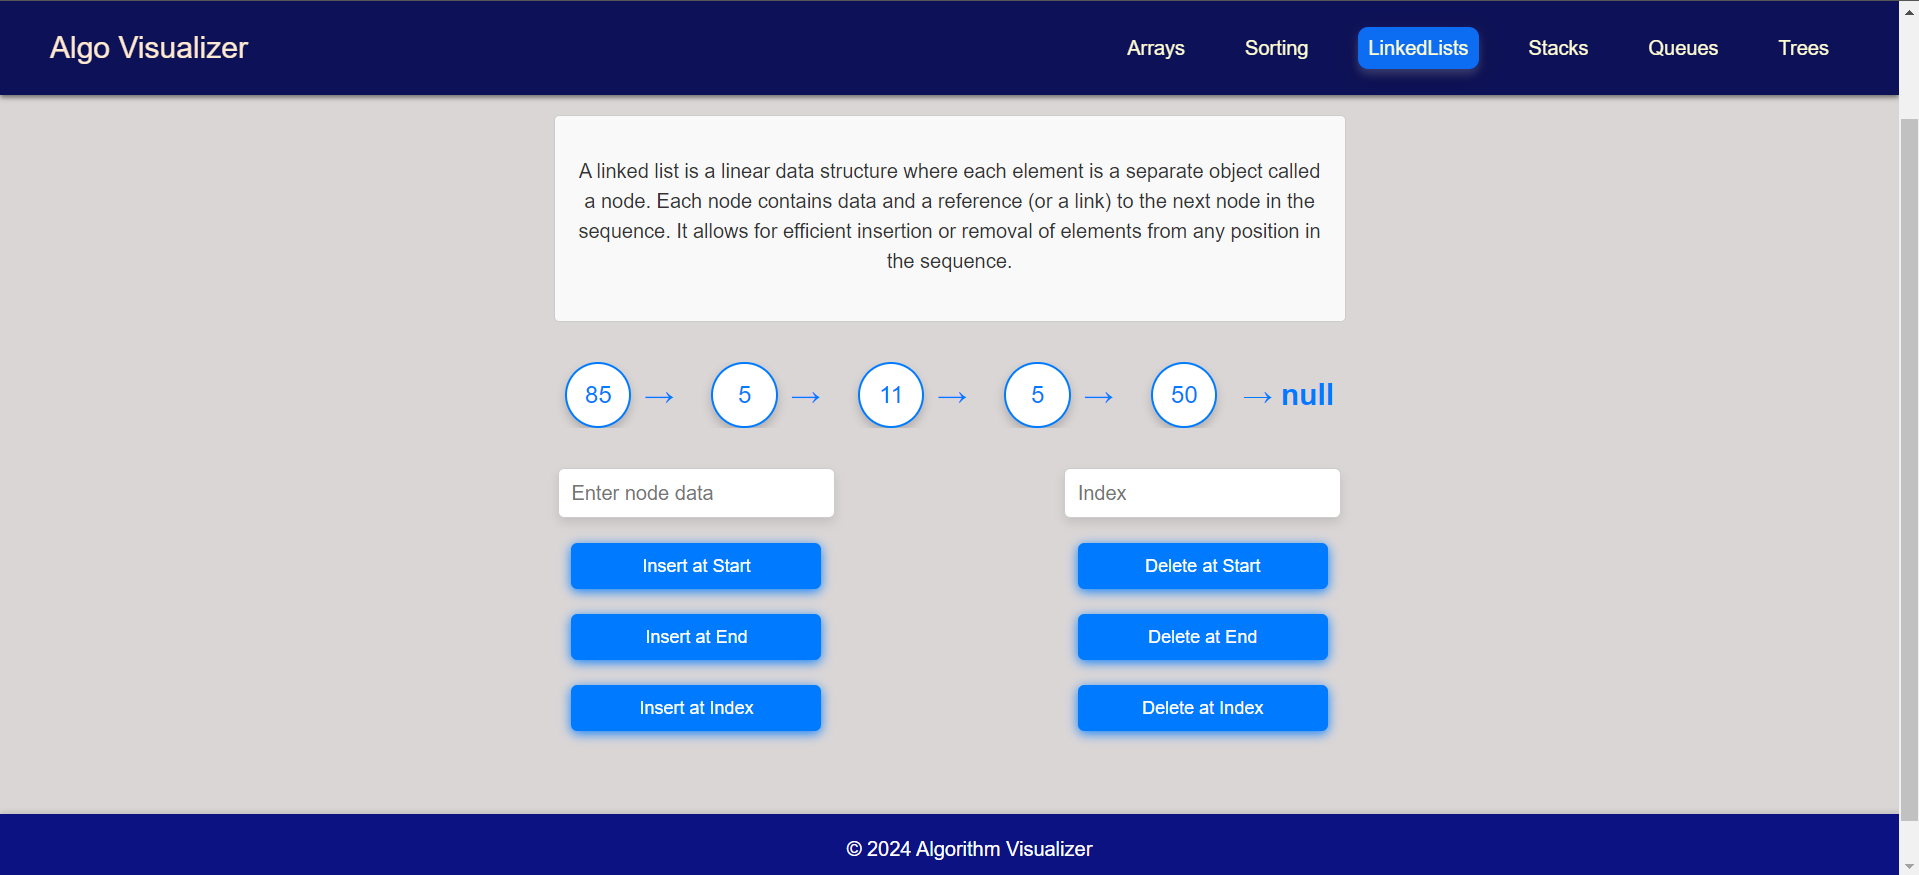 Algo Visualizer
Arrays
Sorting
LinkedLists
Stacks
Queues
Trees
A linked list is a linear data structure where each element is a separate object called
a node. Each node contains data and a reference (or a link) to the next node in the
sequence. It allows for efficient insertion or removal of elements from any position in
the sequence.
85 → 5 → 11 → 5 → 50 → null
Enter node data
Index
Insert at Start
Delete at Start
Insert at End
Delete at End
Insert at Index
Delete at Index
© 2024 Algorithm Visualizer